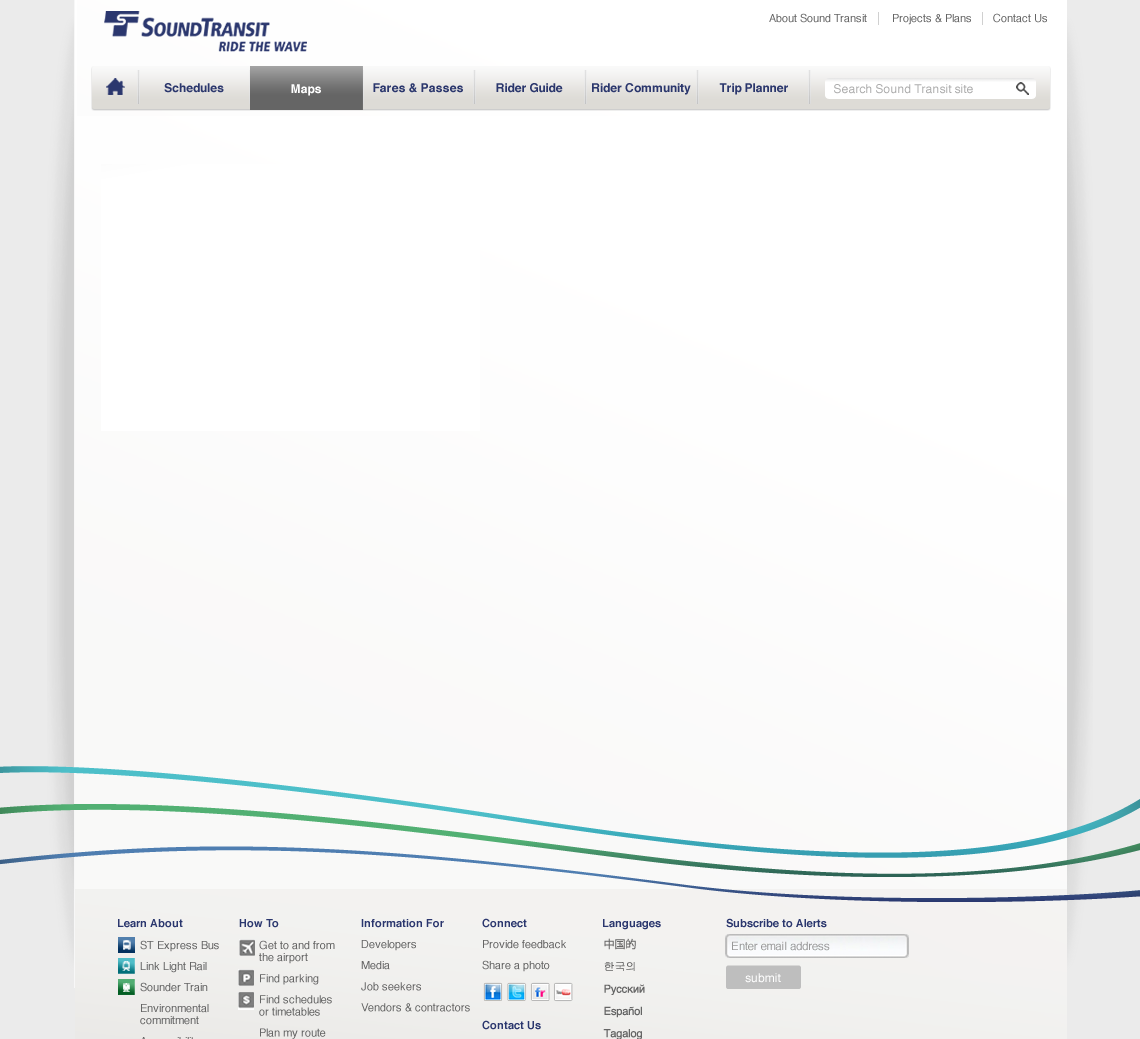 SOUNDTRANSIT
RIDE THE WAVE
About Sound Transit
Projects & Plans
Contact Us
Schedules
Maps
Fares & Passes
Rider Guide
Rider Community
Trip Planner
Search Sound Transit site
Learn About
ST Express Bus
Link Light Rail
Sounder Train
Environmental
commitment
How To
Get to and from
the airport
P
Find parking
$
Find schedules
or timetables
Plan my route
Information For
Developers
Media
Job seekers
Vendors & contractors
Connect
Provide feedback
Share a photo
f
t
fr
Contact Us
Languages
中国的
한국의
Русский
Español
Tagalog
Subscribe to Alerts
Enter email address
submit